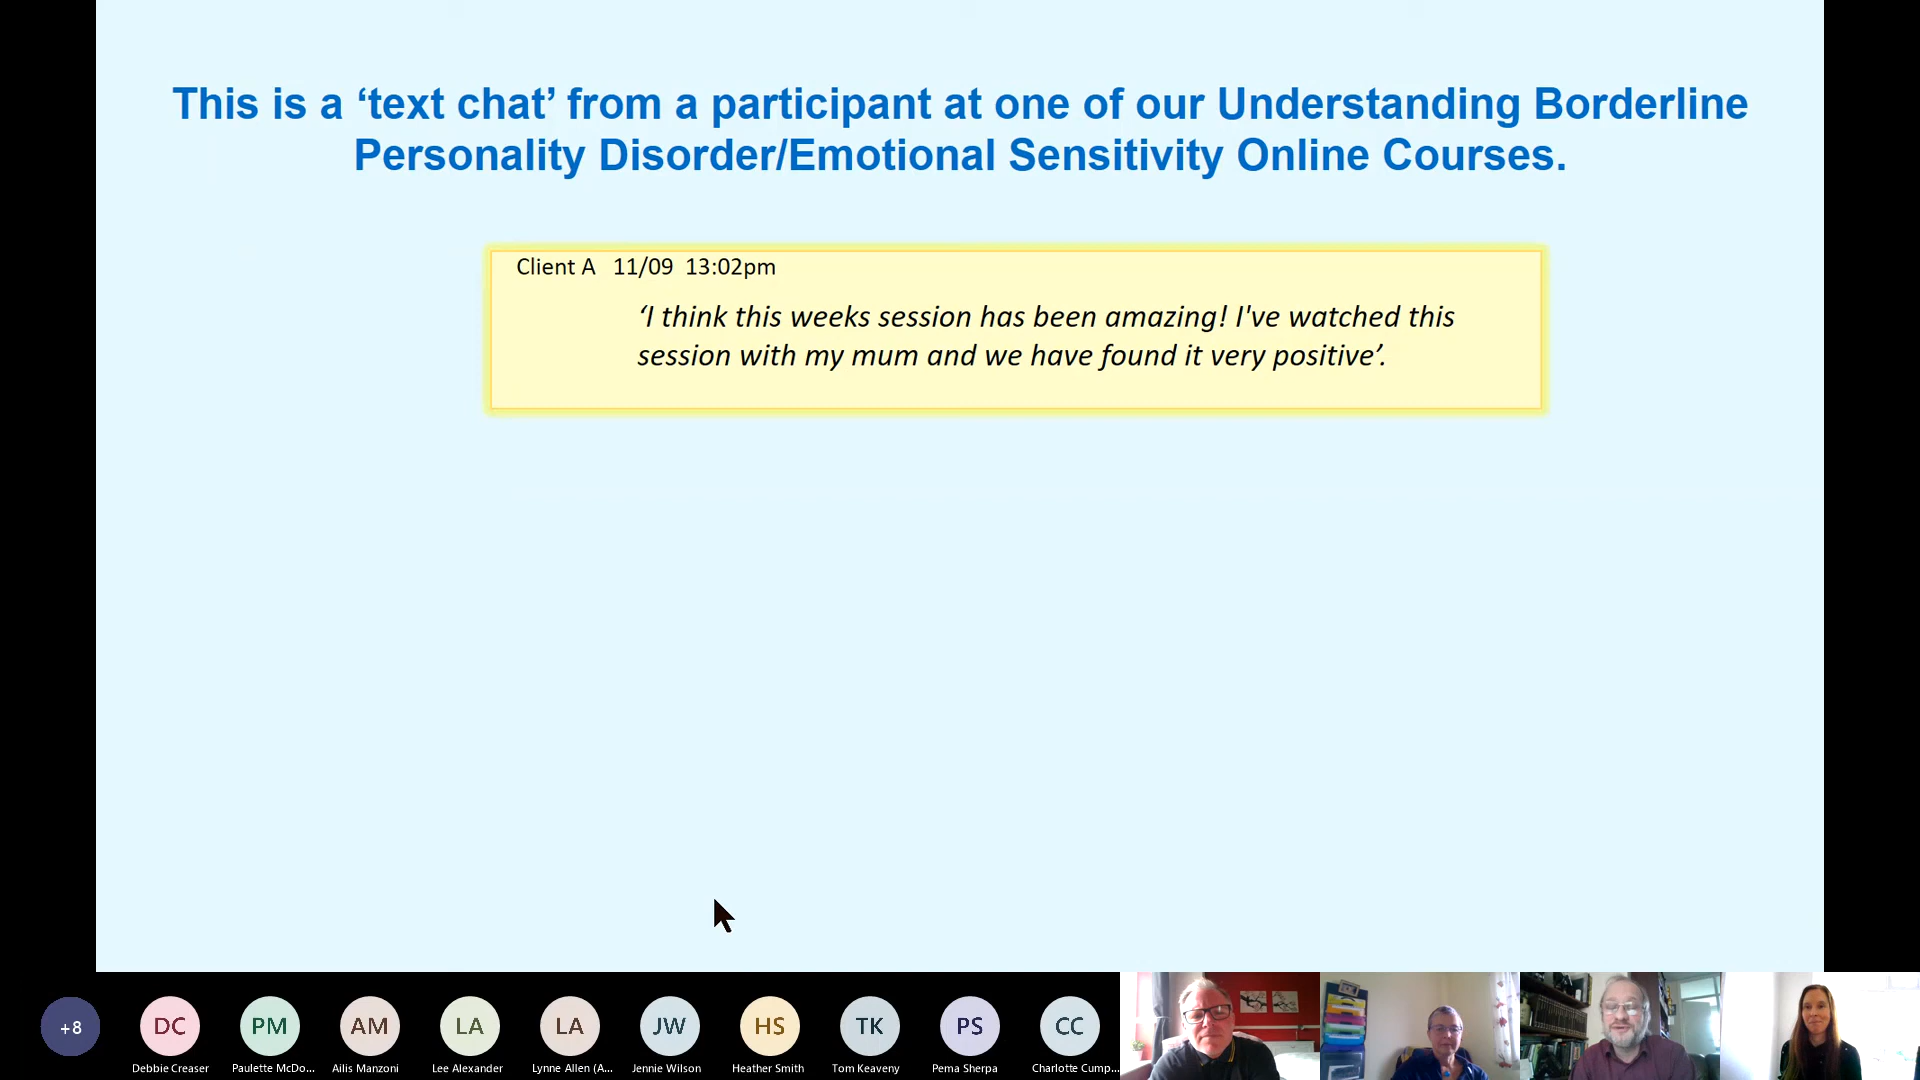 This is a ‘text chat’ from a participant at one of our Understanding Borderline
Personality Disorder/Emotional Sensitivity Online Courses.
Client A 11/09 13:02pm
‘I think this weeks session has been amazing! I've watched this
session with my mum and we have found it very positive’.
+8
DC
PM
AM
LA
LA
JW
HS
TK
PS
CC
Debbie Creaser
Paulette McDo...
Ailis Manzoni
Lee Alexander
Lynne Allen (A...
Jennie Wilson
Heather Smith
Tom Keaveny
Pema Sherpa
Charlotte Cump...